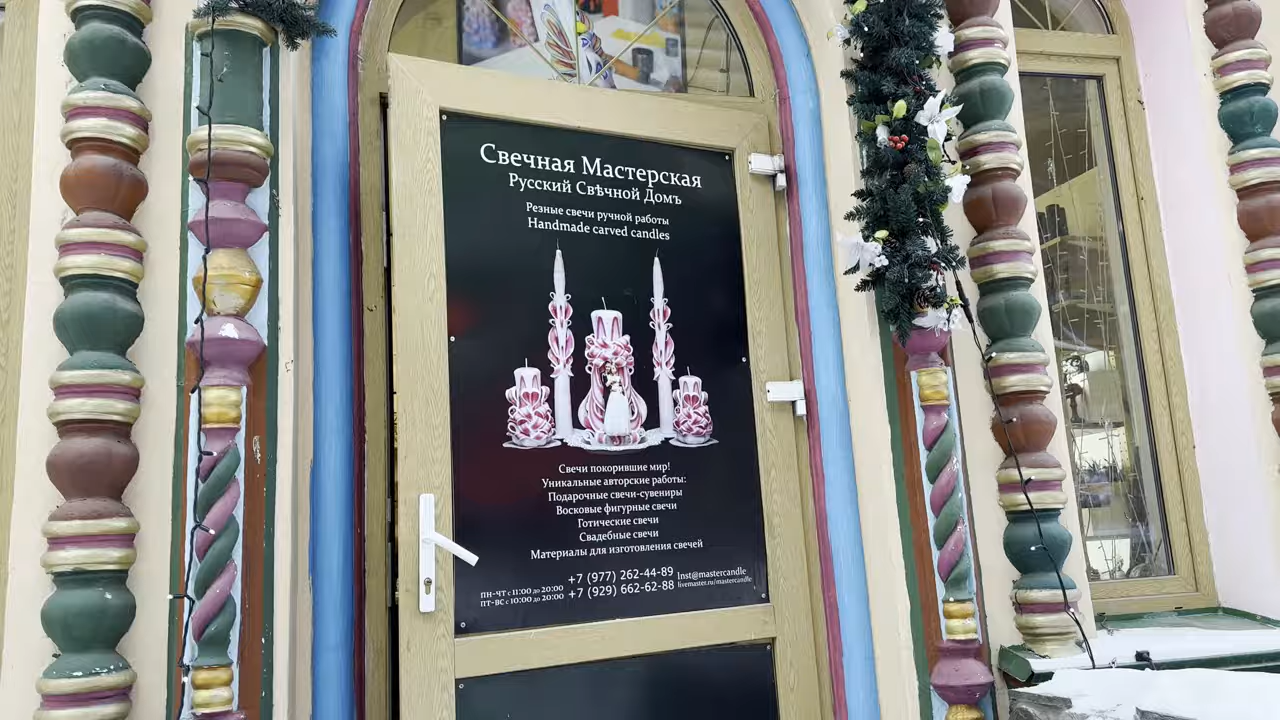 Свечная Мастерская
Русский Свѣчной Домъ
Резные свечи ручной работы
Handmade carved candles
Свечи покорившие мир!
Уникальные авторские работы:
Подарочные свечи-сувениры
Восковые фигурные свечи
Готические свечи
Свадебные свечи
Материалы для изготовления свечей
пн-чт с 11:00 до 20:00 +7 (977) 262-44-89 Inst@mastercandle
пт-вс с 10:00 до 20:00 +7 (929) 662-62-88 livemaster.ru/mastercandle